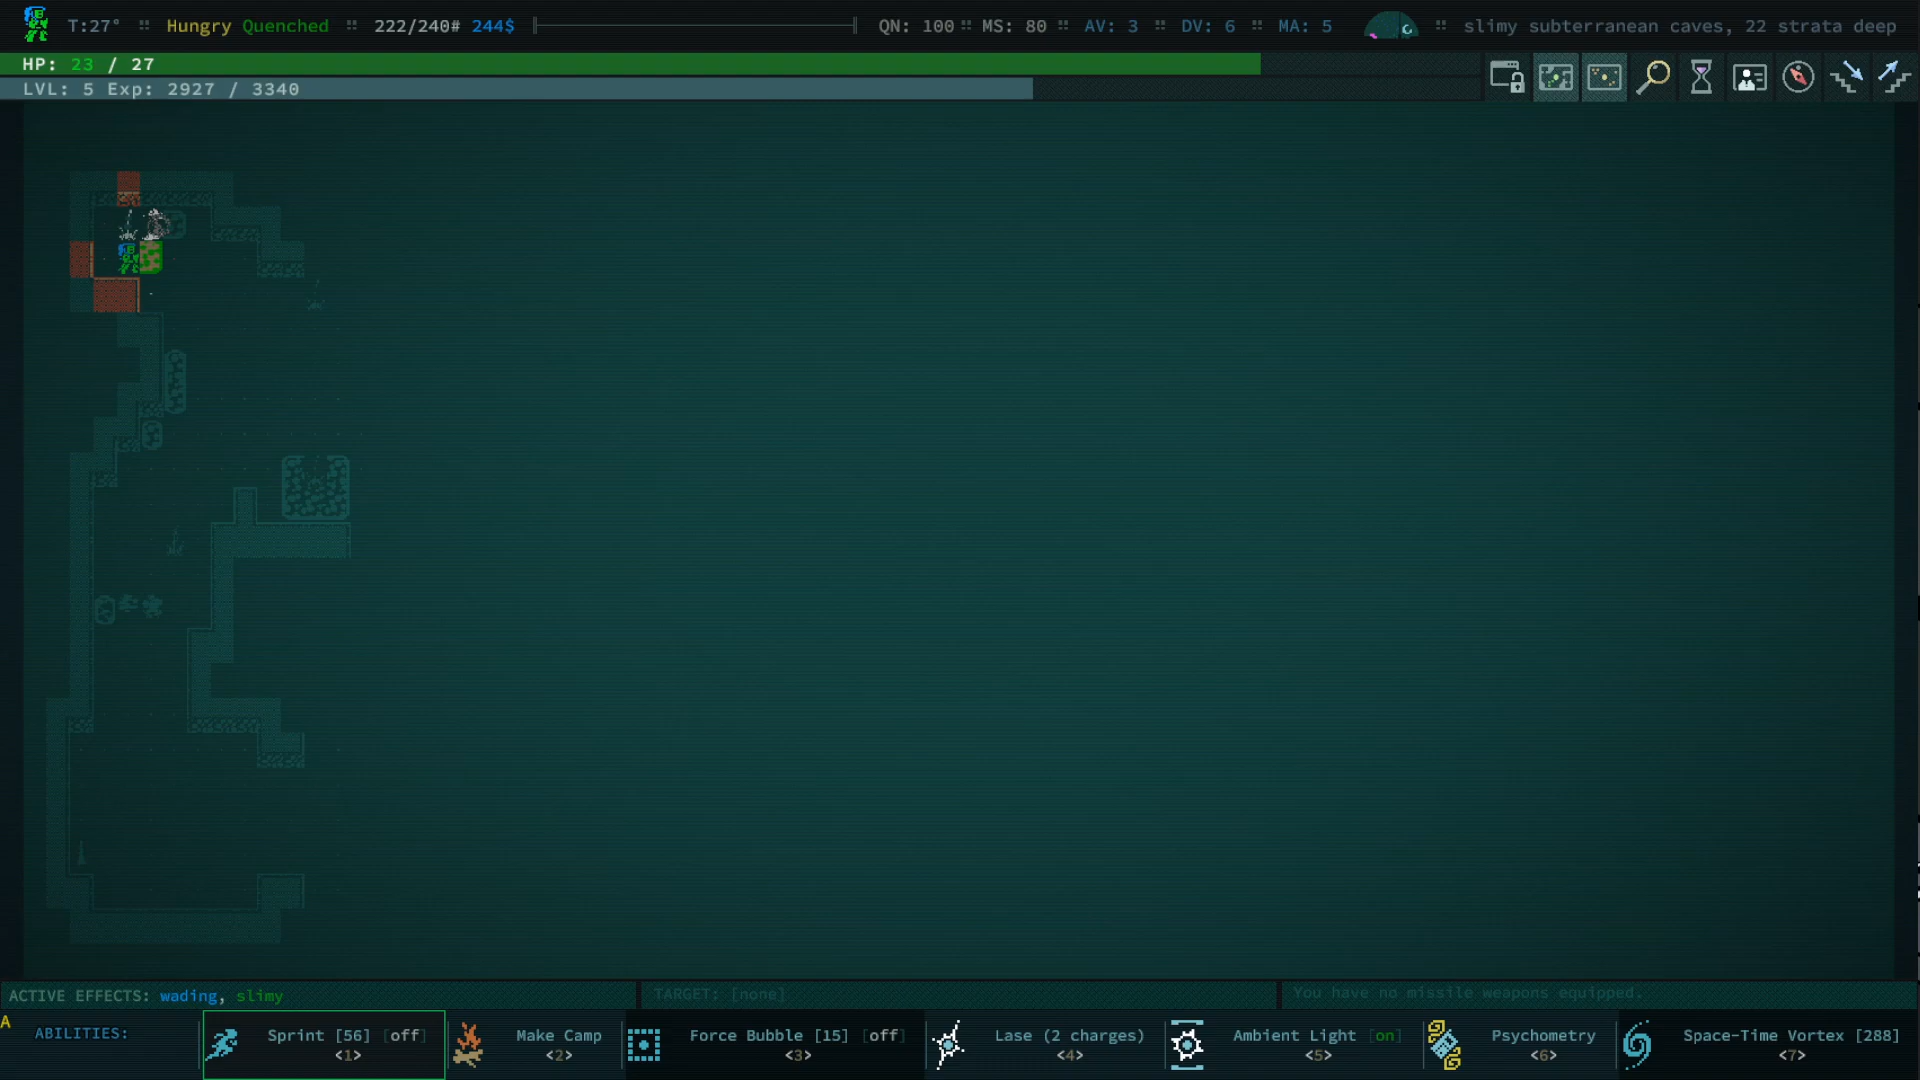 T:27° :: Hungry Quenched :: 222/240# 244$ QN: 100 :: MS: 80 :: AV: 3 :: DV: 6 :: MA: 5 :: slimy subterranean caves, 22 strata deep
HP: 23 / 27
LVL: 5 Exp: 2927 / 3340
ACTIVE EFFECTS: wading, slimy
TARGET: [none]
You have no missile weapons equipped.
A
ABILITIES:
Sprint [56] [off]
<1>
Make Camp
<2>
Force Bubble [15] [off]
<3>
Lase (2 charges)
<4>
Ambient Light [on]
<5>
Psychometry
<6>
Space-Time Vortex [288]
<7>